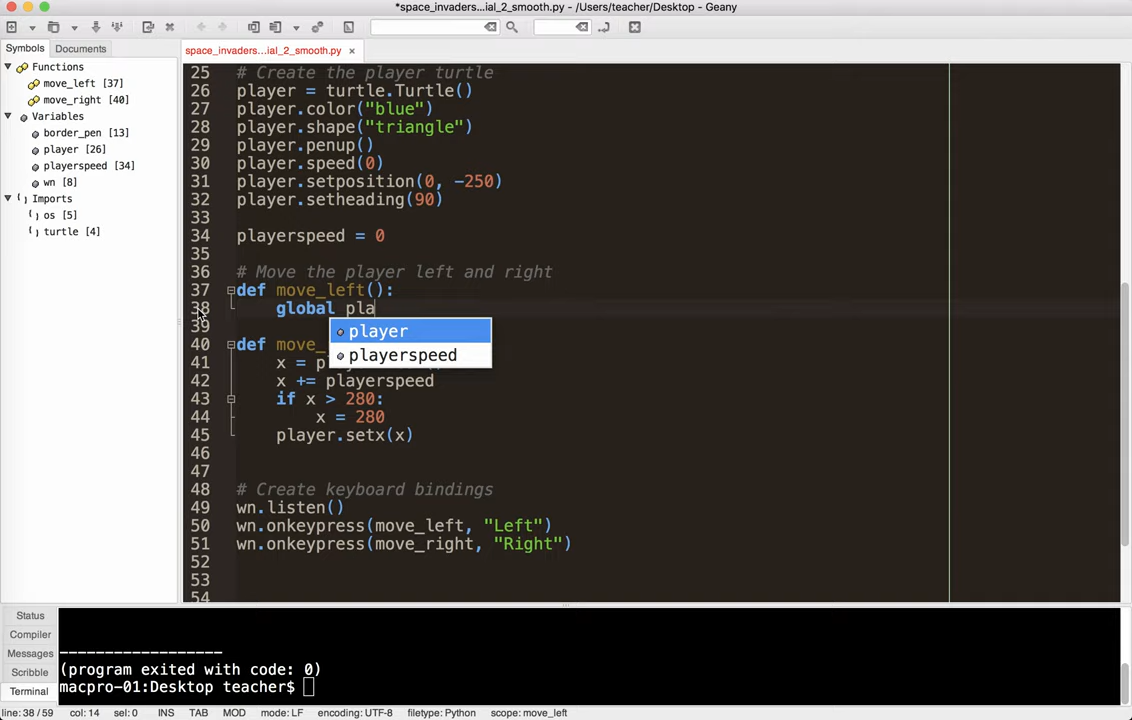 *space_invaders...ial_2_smooth.py - /Users/teacher/Desktop - Geany
Symbols Documents
space_invaders...ial_2_smooth.py ×
Functions
move_left [37]
move_right [40]
Variables
border_pen [13]
player [26]
playerspeed [34]
wn [8]
Imports
os [5]
turtle [4]
25 # Create the player turtle
26 player = turtle.Turtle()
27 player.color("blue")
28 player.shape("triangle")
29 player.penup()
30 player.speed(0)
31 player.setposition(0, -250)
32 player.setheading(90)
33
34 playerspeed = 0
35
36 # Move the player left and right
37 def move_left():
38 global pla
player
playerspeed
39
40 def move_
41 x = p
42 x += playerspeed
43 if x > 280:
44 x = 280
45 player.setx(x)
46
47
48 # Create keyboard bindings
49 wn.listen()
50 wn.onkeypress(move_left, "Left")
51 wn.onkeypress(move_right, "Right")
52
53
54
Status
Compiler
Messages
Scribble
Terminal
------------------
(program exited with code: 0)
macpro-01:Desktop teacher$
line: 38 / 59 col: 14 sel: 0 INS TAB MOD mode: LF encoding: UTF-8 filetype: Python scope: move_left